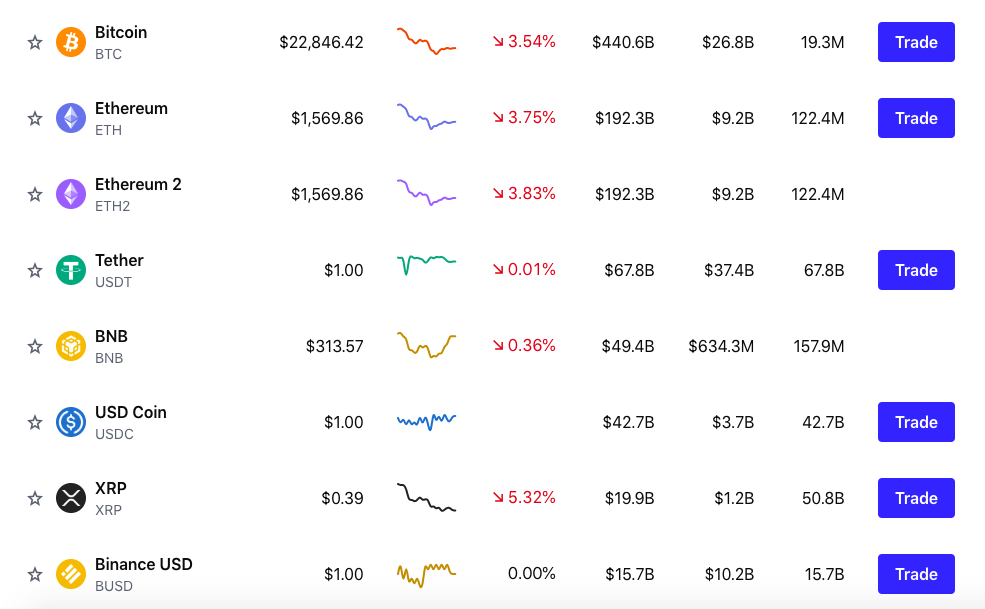 Bitcoin
BTC
$22,846.42 ↘ 3.54% $440.6B $26.8B 19.3M Trade
Ethereum
ETH
$1,569.86 ↘ 3.75% $192.3B $9.2B 122.4M Trade
Ethereum 2
ETH2
$1,569.86 ↘ 3.83% $192.3B $9.2B 122.4M
Tether
USDT
$1.00 ↘ 0.01% $67.8B $37.4B 67.8B Trade
BNB
BNB
$313.57 ↘ 0.36% $49.4B $634.3M 157.9M
USD Coin
USDC
$1.00 $42.7B $3.7B 42.7B Trade
XRP
XRP
$0.39 ↘ 5.32% $19.9B $1.2B 50.8B Trade
Binance USD
BUSD
$1.00 0.00% $15.7B $10.2B 15.7B Trade